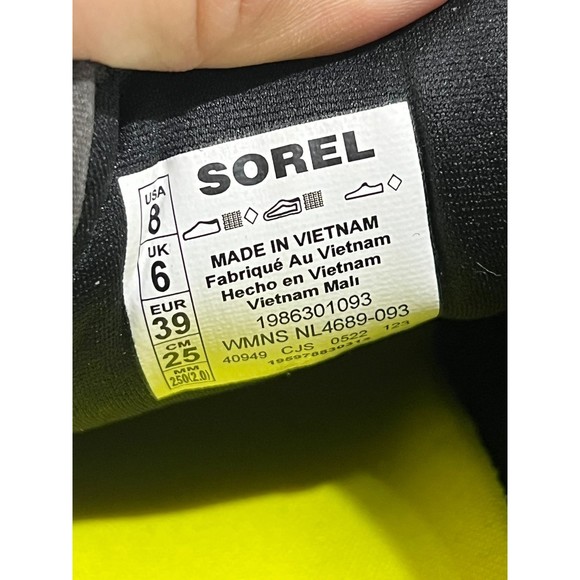 SOREL
USA
8
UK
6
EUR
39
CM
25
MM
250(2.0)
MADE IN VIETNAM
Fabriqué Au Vietnam
Hecho en Vietnam
Vietnam Malı
1986301093
WMNS NL4689-093
40949 CJS 0522 123